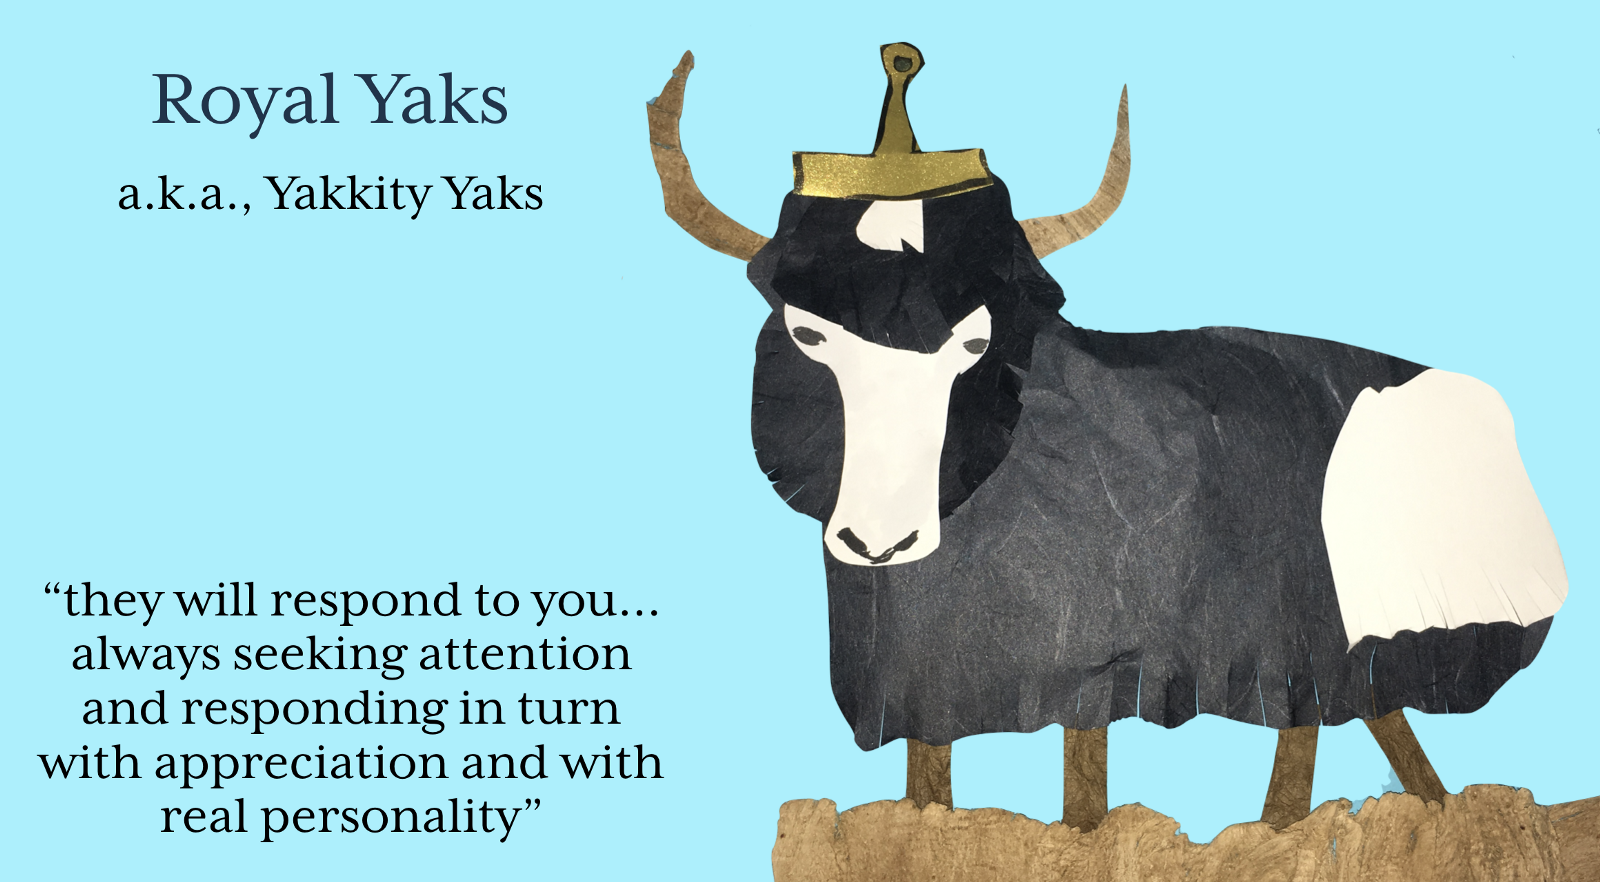 Royal Yaks
a.k.a., Yakkity Yaks
“they will respond to you...
always seeking attention
and responding in turn
with appreciation and with
real personality”